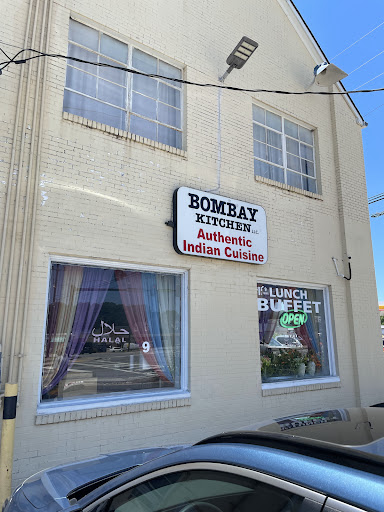 BOMBAY
KITCHEN LLC.
Authentic
Indian Cuisine
حلال
HALAL
9
LUNCH
BUFFET
OPEN